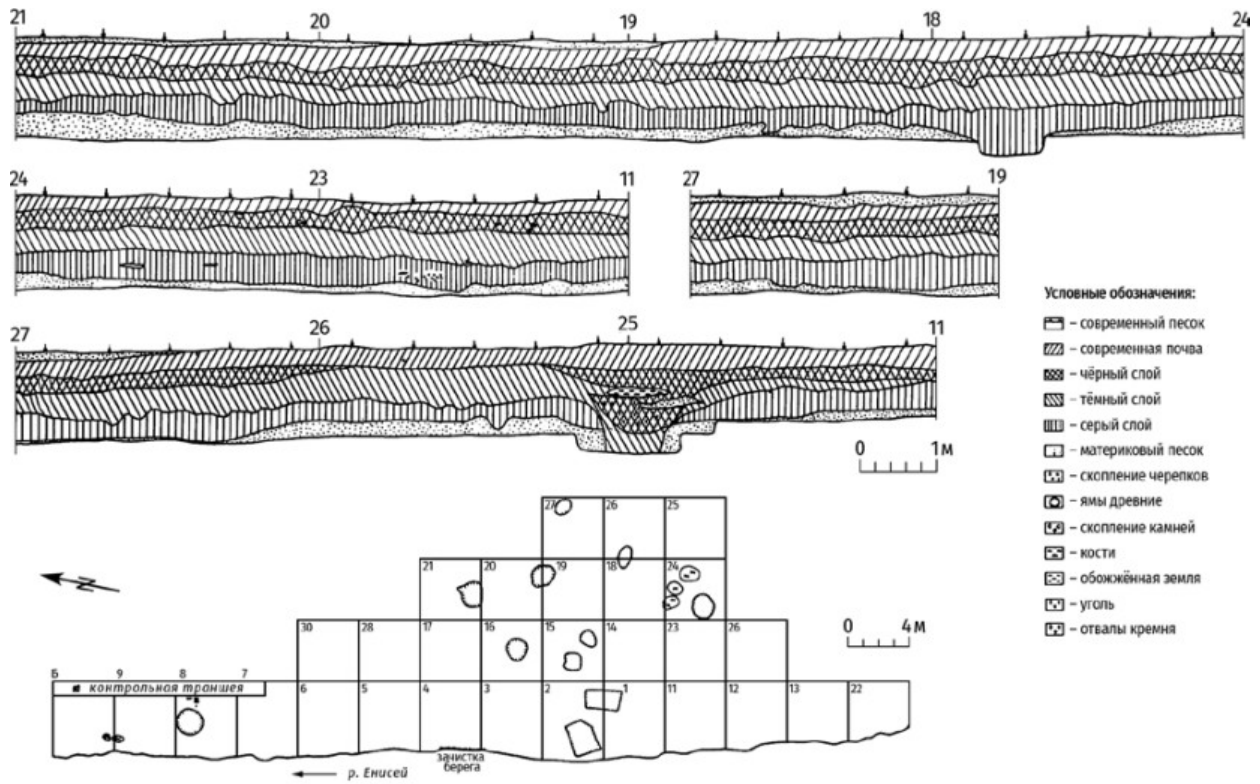 21 20 19 18 24
24 23 11 27 19
27 26 25 11
0 1 м
Условные обозначения:
– современный песок
– современная почва
– чёрный слой
– тёмный слой
– серый слой
– материковый песок
– скопление черепков
– ямы древние
– скопление камней
– кости
– обожжённая земля
– уголь
– отвалы кремня
27 26 25
21 20 19 18 24
N
0 4 м
30 28 17 16 15 14 23 26
Б 9 8 7
контрольная траншея
6 5 4 3 2 1 11 12 13 22
зачистка
берега
р. Енисей